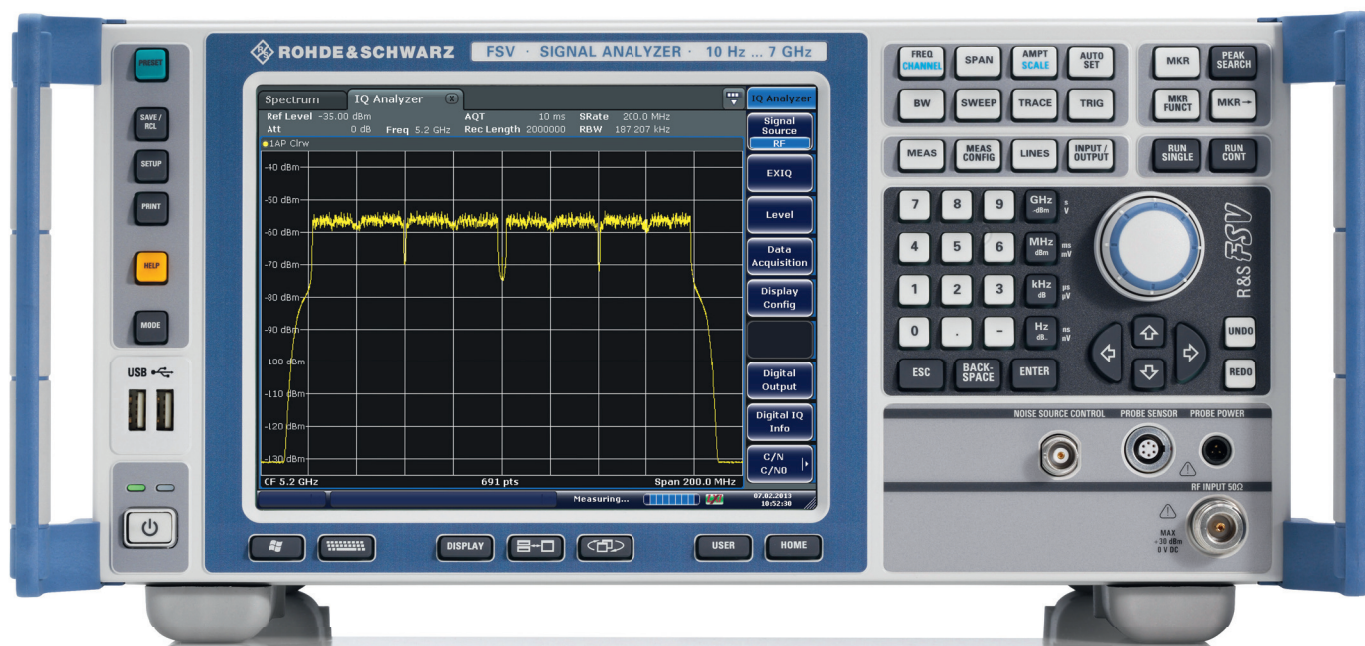 ROHDE&SCHWARZ
FSV · SIGNAL ANALYZER · 10 Hz ... 7 GHz
PRESET
SAVE /
RCL
SETUP
PRINT
HELP
MODE
USB
Spectrum
IQ Analyzer
Ref Level -35.00 dBm
AQT 10 ms
SRate 200.0 MHz
Att 0 dB
Freq 5.2 GHz
Rec Length 2000000
RBW 187.207 kHz
1AP Clrw
-40 dBm
-50 dBm
-60 dBm
-70 dBm
-80 dBm
-90 dBm
-100 dBm
-110 dBm
-120 dBm
-130 dBm
CF 5.2 GHz
691 pts
Span 200.0 MHz
Measuring...
07.02.2013
10:52:30
IQ Analyzer
Signal
Source
RF
EXIQ
Level
Data
Acquisition
Display
Config
Digital
Output
Digital IQ
Info
C/N
C/N0
DISPLAY
USER
HOME
FREQ
CHANNEL
SPAN
AMPT
SCALE
AUTO
SET
MKR
PEAK
SEARCH
BW
SWEEP
TRACE
TRIG
MKR
FUNCT
MKR→
MEAS
MEAS
CONFIG
LINES
INPUT /
OUTPUT
RUN
SINGLE
RUN
CONT
7
8
9
GHz
-dBm
s
V
4
5
6
MHz
dBm
ms
mV
1
2
3
kHz
dB
µs
µV
0
.
-
Hz
dB..
ns
nV
ESC
BACK-
SPACE
ENTER
UNDO
REDO
R&S FSV
NOISE SOURCE CONTROL
PROBE SENSOR
PROBE POWER
RF INPUT 50Ω
MAX
+30 dBm
0 V DC